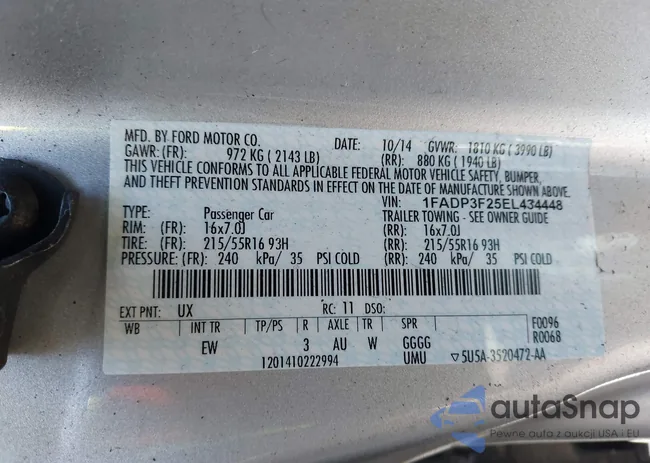 MFD. BY FORD MOTOR CO. DATE: 10/14 GVWR: 1810 KG ( 3990 LB)
GAWR: (FR): 972 KG ( 2143 LB) (RR): 880 KG ( 1940 LB)
THIS VEHICLE CONFORMS TO ALL APPLICABLE FEDERAL MOTOR VEHICLE SAFETY, BUMPER,
AND THEFT PREVENTION STANDARDS IN EFFECT ON THE DATE OF MANUFACTURE SHOWN ABOVE.
VIN: 1FADP3F25EL434448
TYPE: Passenger Car TRAILER TOWING - SEE OWNER GUIDE
RIM: (FR): 16x7.0J (RR): 16x7.0J
TIRE: (FR): 215/55R16 93H (RR): 215/55R16 93H
PRESSURE: (FR): 240 kPa/ 35 PSI COLD (RR): 240 kPa/ 35 PSI COLD
EXT PNT: UX RC: 11 DSO: F0096
WB INT TR TP/PS R AXLE TR SPR R0068
EW 3 AU W GGGG
1201410222994 UMU ▽5U5A-3520472-AA
autoSnap
Pewne auta z aukcji USA i EU